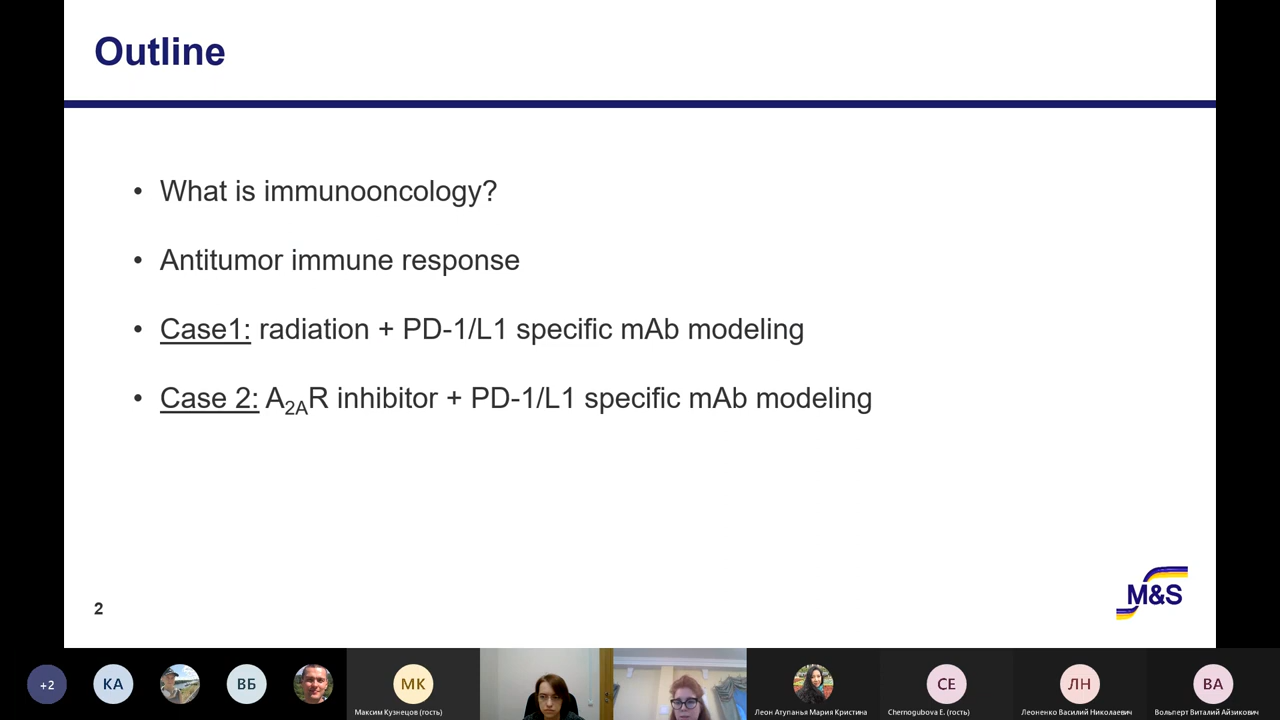 Outline
• What is immunooncology?
• Antitumor immune response
• Case1: radiation + PD-1/L1 specific mAb modeling
• Case 2: A2AR inhibitor + PD-1/L1 specific mAb modeling
M&S
2
+2
КА
ВБ
МК
СЕ
ЛН
ВА
Максим Кузнецов (гость)
Леон Атупанья Мария Кристина
Chernogubova E. (гость)
Леоненко Василий Николаевич
Вольперт Виталий Айзикович